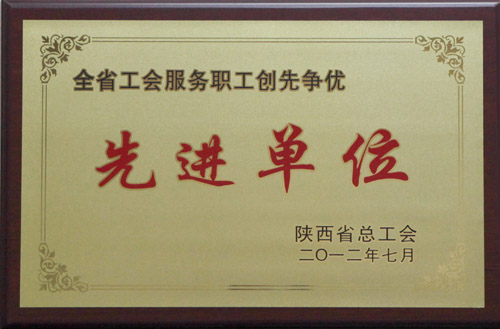 全省工会服务职工创先争优
先进单位
陕西省总工会
二〇一二年七月